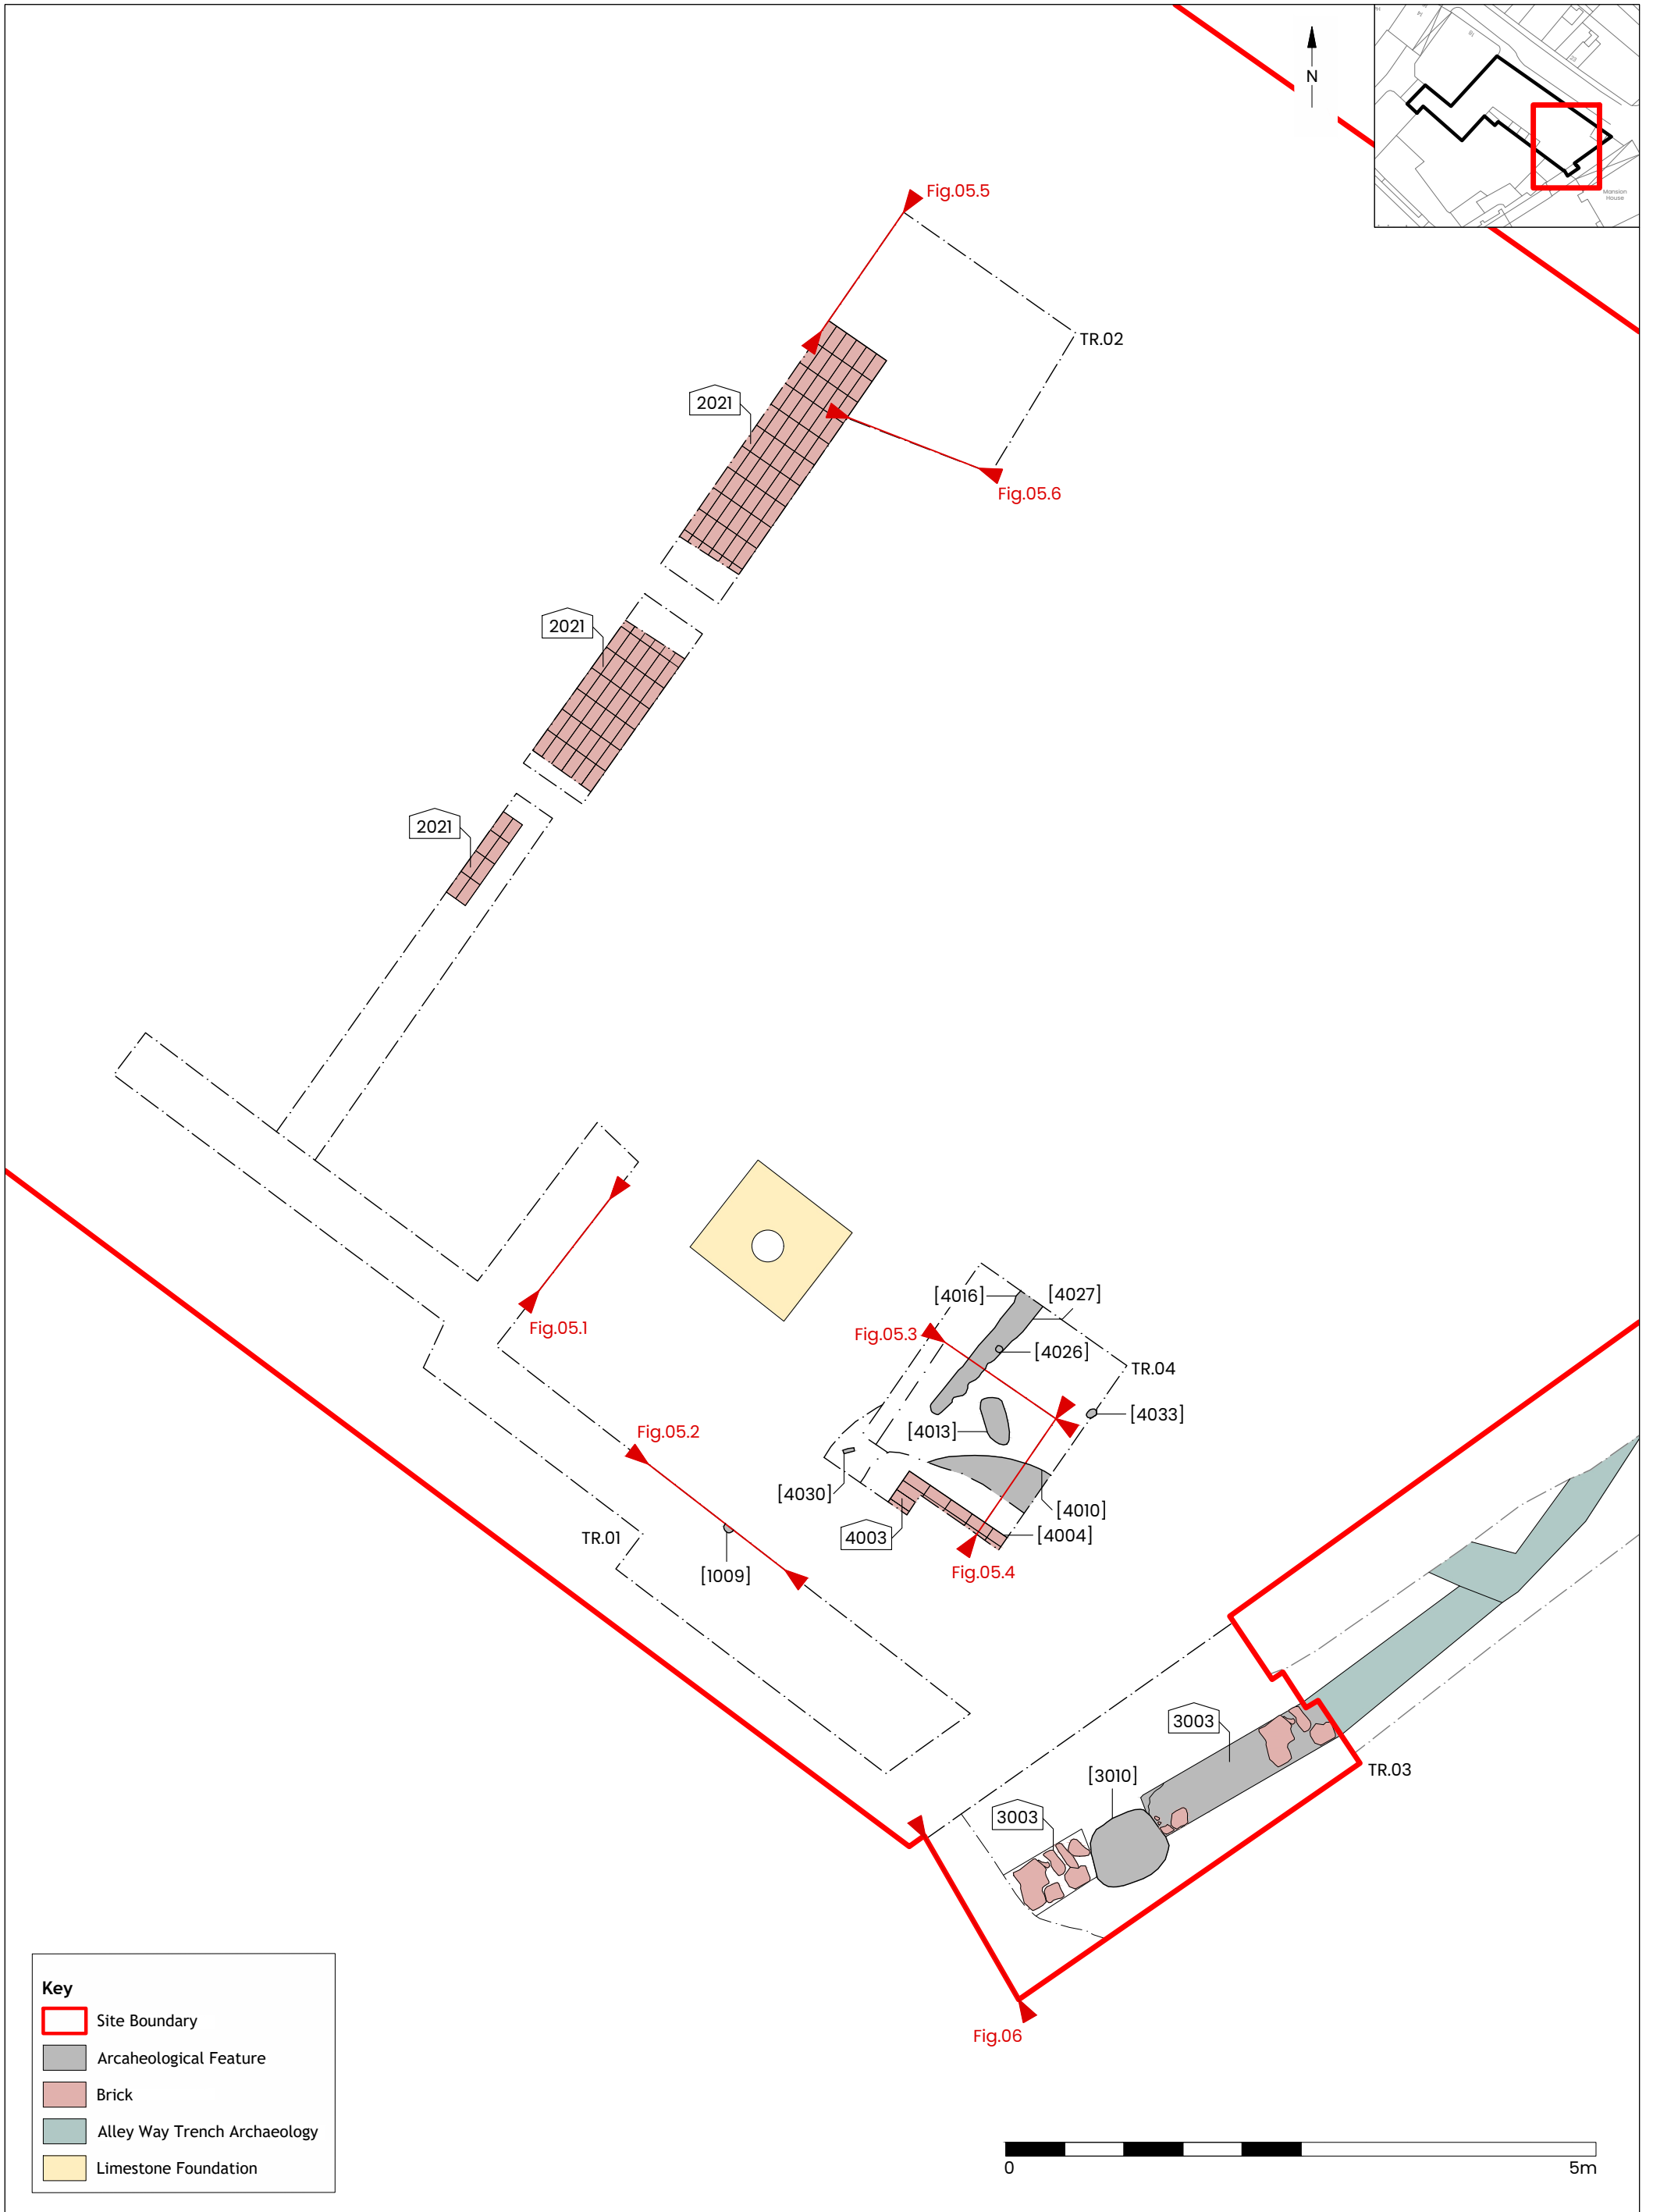 N
Mansion
House
Fig.05.5
TR.02
2021
Fig.05.6
2021
2021
Fig.05.1
[4016]
[4027]
Fig.05.3
[4026]
TR.04
[4033]
[4013]
Fig.05.2
[4030]
[4010]
4003
[4004]
TR.01
Fig.05.4
[1009]
3003
TR.03
[3010]
3003
Fig.06
Key
Site Boundary
Arcaheological Feature
Brick
Alley Way Trench Archaeology
Limestone Foundation
0
5m